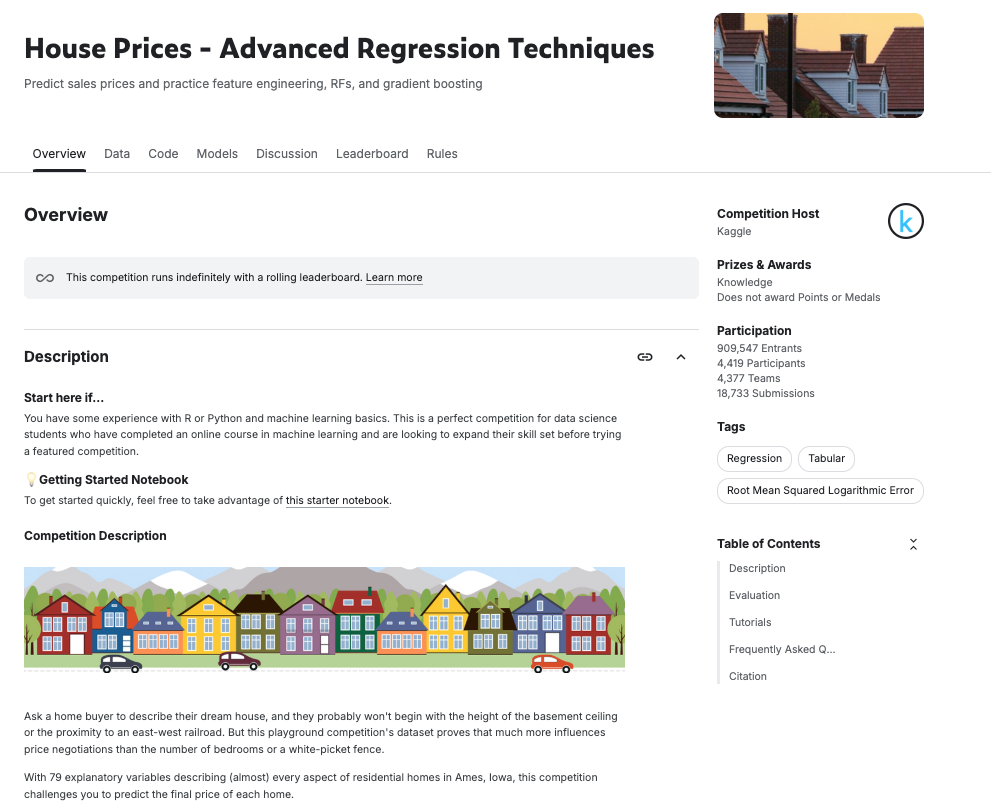 House Prices - Advanced Regression Techniques
Predict sales prices and practice feature engineering, RFs, and gradient boosting
Overview Data Code Models Discussion Leaderboard Rules
Overview
This competition runs indefinitely with a rolling leaderboard. Learn more
Description
Start here if...
You have some experience with R or Python and machine learning basics. This is a perfect competition for data science
students who have completed an online course in machine learning and are looking to expand their skill set before trying
a featured competition.
💡Getting Started Notebook
To get started quickly, feel free to take advantage of this starter notebook.
Competition Description
Ask a home buyer to describe their dream house, and they probably won't begin with the height of the basement ceiling
or the proximity to an east-west railroad. But this playground competition's dataset proves that much more influences
price negotiations than the number of bedrooms or a white-picket fence.
With 79 explanatory variables describing (almost) every aspect of residential homes in Ames, Iowa, this competition
challenges you to predict the final price of each home.
Competition Host
Kaggle
k
Prizes & Awards
Knowledge
Does not award Points or Medals
Participation
909,547 Entrants
4,419 Participants
4,377 Teams
18,733 Submissions
Tags
Regression Tabular
Root Mean Squared Logarithmic Error
Table of Contents
Description
Evaluation
Tutorials
Frequently Asked Q...
Citation